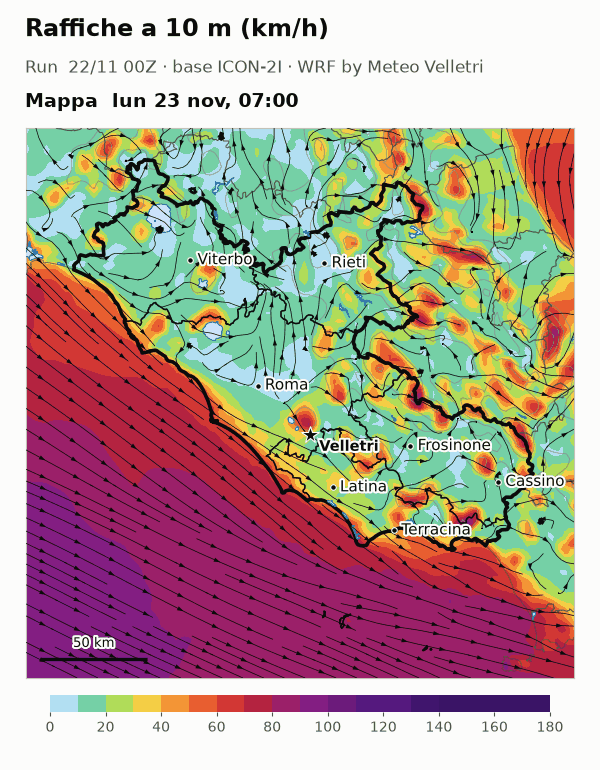 Raffiche a 10 m (km/h)
Run 22/11 00Z · base ICON-2I · WRF by Meteo Velletri
Mappa lun 23 nov, 07:00
Viterbo
Rieti
Roma
Velletri
Frosinone
Cassino
Latina
Terracina
50 km
0 20 40 60 80 100 120 140 160 180